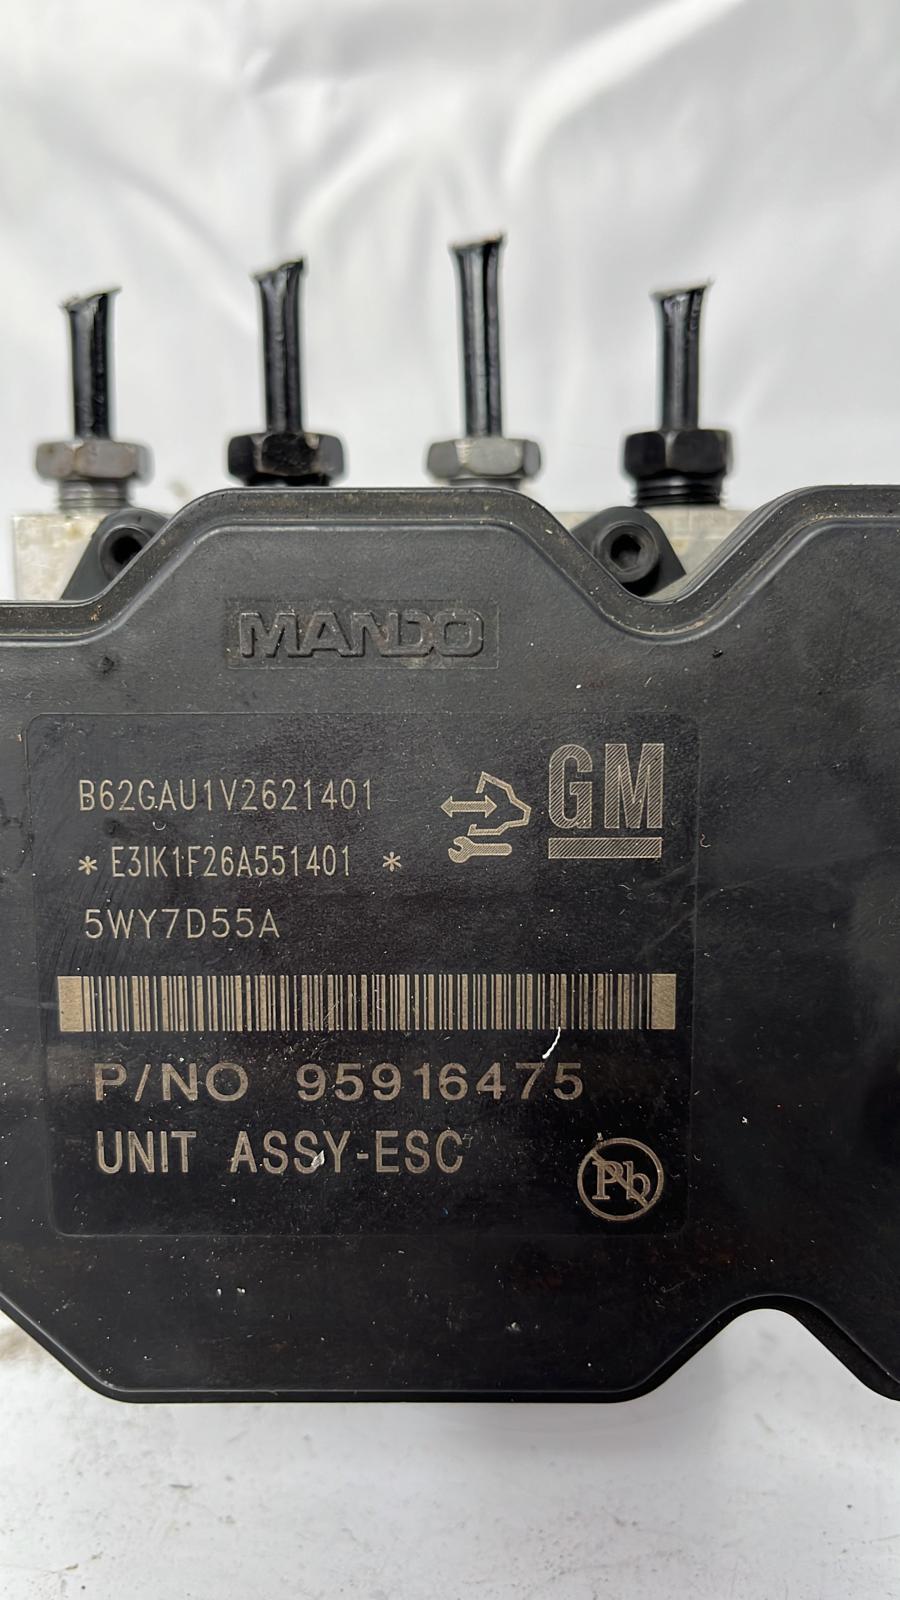 MANDO
B62GAU1V2621401
GM
* E3IK1F26A551401 *
5WY7D55A
P/NO 95916475
UNIT ASSY-ESC
Pb